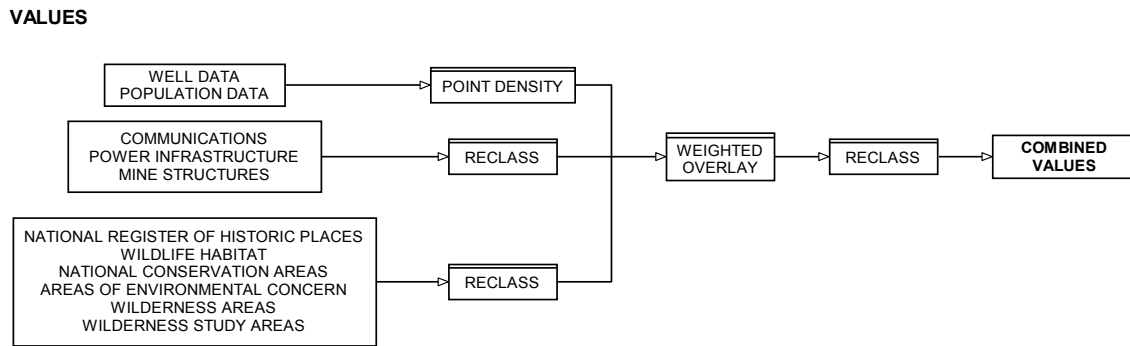 VALUES
WELL DATA
POPULATION DATA
POINT DENSITY
COMMUNICATIONS
POWER INFRASTRUCTURE
MINE STRUCTURES
RECLASS
WEIGHTED
OVERLAY
RECLASS
COMBINED
VALUES
NATIONAL REGISTER OF HISTORIC PLACES
WILDLIFE HABITAT
NATIONAL CONSERVATION AREAS
AREAS OF ENVIRONMENTAL CONCERN
WILDERNESS AREAS
WILDERNESS STUDY AREAS
RECLASS